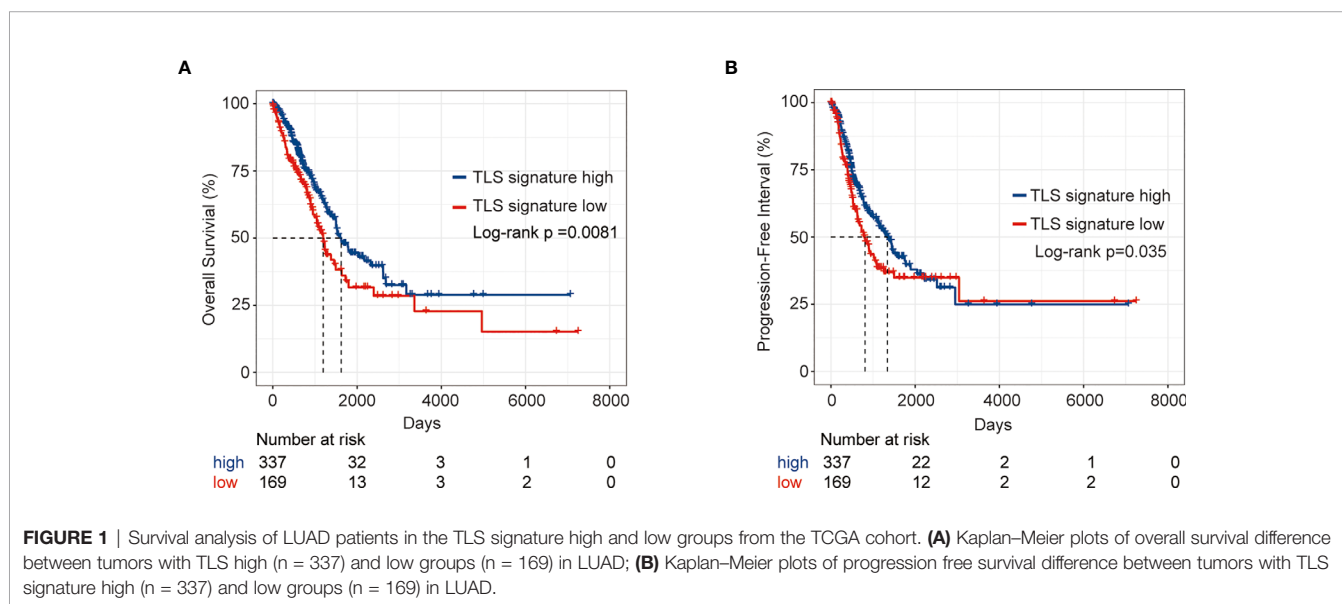 A
Overall Survivial (%)
100
75
50
25
0
TLS signature high
TLS signature low
Log-rank p =0.0081
0 2000 4000 6000 8000
Days
Number at risk
high 337 32 3 1 0
low 169 13 3 2 0
B
Progression-Free Interval (%)
100
75
50
25
0
TLS signature high
TLS signature low
Log-rank p=0.035
0 2000 4000 6000 8000
Days
Number at risk
high 337 22 2 1 0
low 169 12 2 2 0
FIGURE 1 | Survival analysis of LUAD patients in the TLS signature high and low groups from the TCGA cohort. (A) Kaplan–Meier plots of overall survival difference
between tumors with TLS high (n = 337) and low groups (n = 169) in LUAD; (B) Kaplan–Meier plots of progression free survival difference between tumors with TLS
signature high (n = 337) and low groups (n = 169) in LUAD.